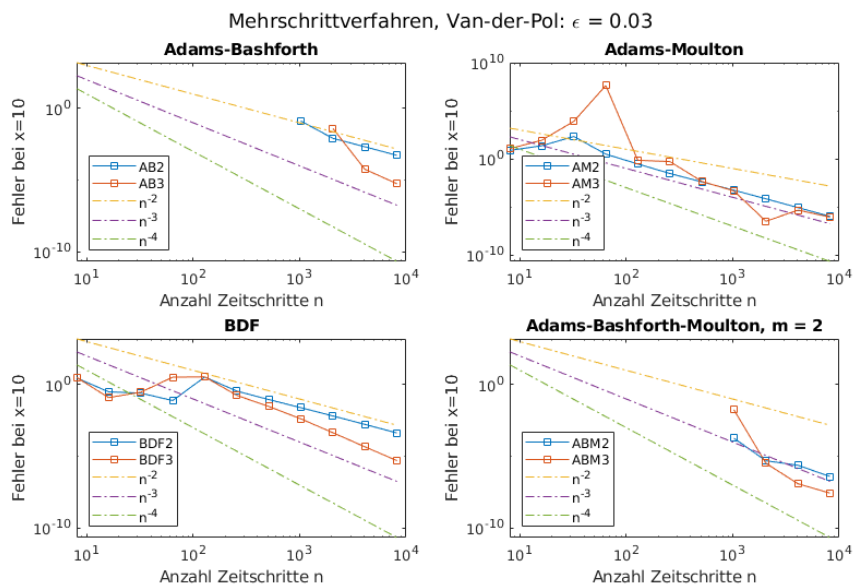 Mehrschrittverfahren, Van-der-Pol: ϵ = 0.03
Adams-Bashforth
Fehler bei x=10
10^0
10^-10
AB2
AB3
n^-2
n^-3
n^-4
10^1 10^2 10^3 10^4
Anzahl Zeitschritte n
Adams-Moulton
Fehler bei x=10
10^10
10^0
10^-10
AM2
AM3
n^-2
n^-3
n^-4
10^1 10^2 10^3 10^4
Anzahl Zeitschritte n
BDF
Fehler bei x=10
10^0
10^-10
BDF2
BDF3
n^-2
n^-3
n^-4
10^1 10^2 10^3 10^4
Anzahl Zeitschritte n
Adams-Bashforth-Moulton, m = 2
Fehler bei x=10
10^0
10^-10
ABM2
ABM3
n^-2
n^-3
n^-4
10^1 10^2 10^3 10^4
Anzahl Zeitschritte n